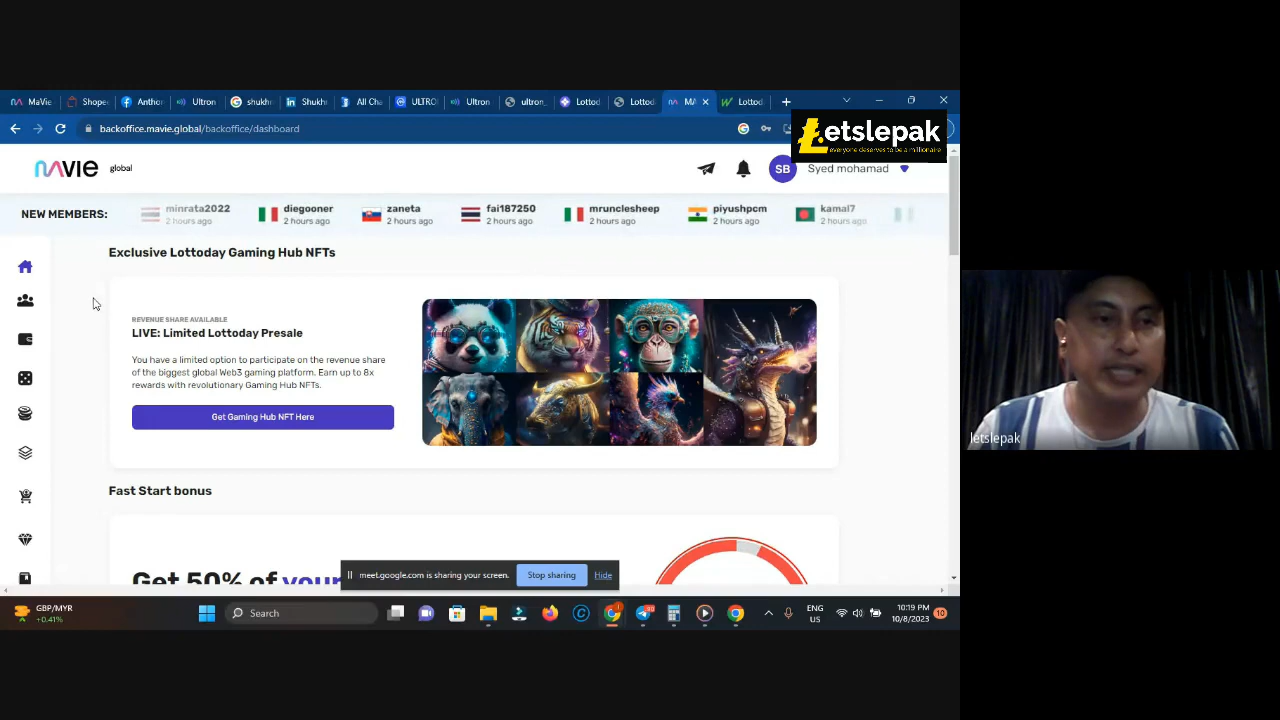 MaVie
Shopee
Anthon
Ultron
shukhr
Shukh
All Cha
ULTRO
Ultron
ultron_
Lottod
Lottod
MA
Lottod
backoffice.mavie.global/backoffice/dashboard
Letslepak
everyone deserves to be a millionaire
mavie global
SB
Syed mohamad
NEW MEMBERS:
minrata2022
2 hours ago
diegooner
2 hours ago
zaneta
2 hours ago
fai187250
2 hours ago
mrunclesheep
2 hours ago
piyushpcm
2 hours ago
kamal7
2 hours ago
Exclusive Lottoday Gaming Hub NFTs
REVENUE SHARE AVAILABLE
LIVE: Limited Lottoday Presale
You have a limited option to participate on the revenue share
of the biggest global Web3 gaming platform. Earn up to 8x
rewards with revolutionary Gaming Hub NFTs.
Get Gaming Hub NFT Here
letslepak
Fast Start bonus
Get 50% of your
meet.google.com is sharing your screen.
Stop sharing
Hide
GBP/MYR
+0.41%
Search
30
ENG
US
10:19 PM
10/8/2023
10